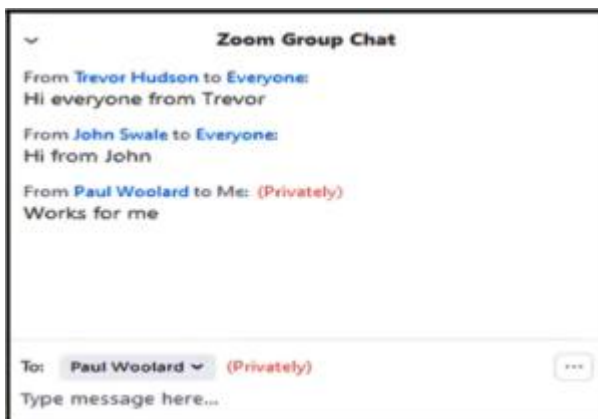 Zoom Group Chat
From Trevor Hudson to Everyone:
Hi everyone from Trevor
From John Swale to Everyone:
Hi from John
From Paul Woolard to Me: (Privately)
Works for me
To: Paul Woolard (Privately)
Type message here...